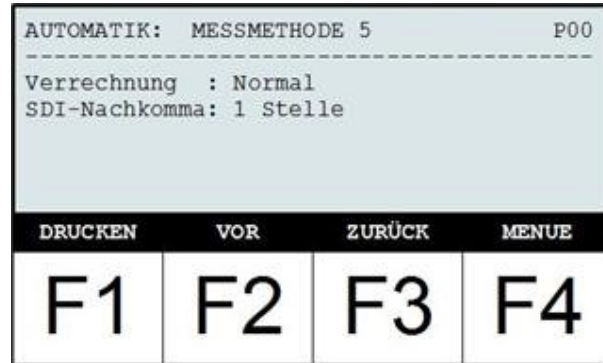 AUTOMATIK: MESSMETHODE 5 P00
-----------------------------------------
Verrechnung : Normal
SDI-Nachkomma: 1 Stelle
DRUCKEN VOR ZURÜCK MENUE
F1 F2 F3 F4